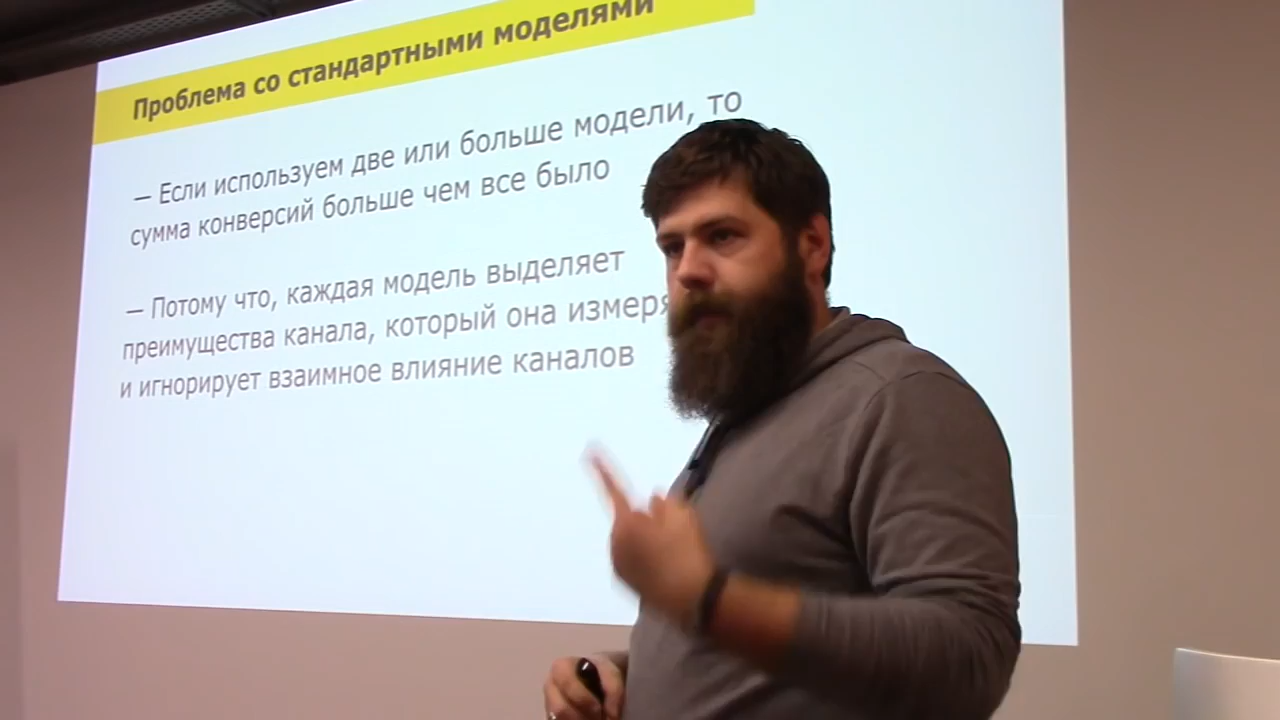 Проблема со стандартными моделями
— Если используем две или больше модели, то
сумма конверсий больше чем все было
— Потому что, каждая модель выделяет
преимущества канала, который она измеря
и игнорирует взаимное влияние каналов